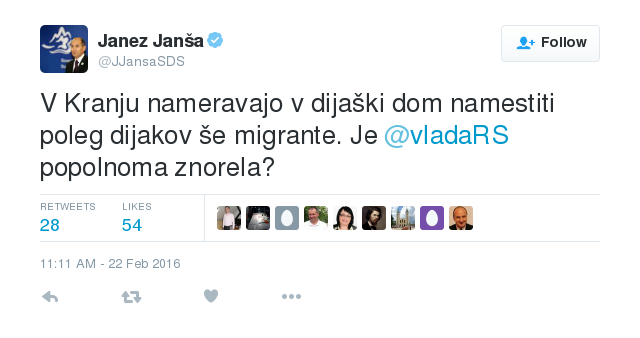 Janez Janša
@JJansaSDS
Follow
V Kranju nameravajo v dijaški dom namestiti
poleg dijakov še migrante. Je @vladaRS
popolnoma znorela?
RETWEETS LIKES
28 54
11:11 AM - 22 Feb 2016